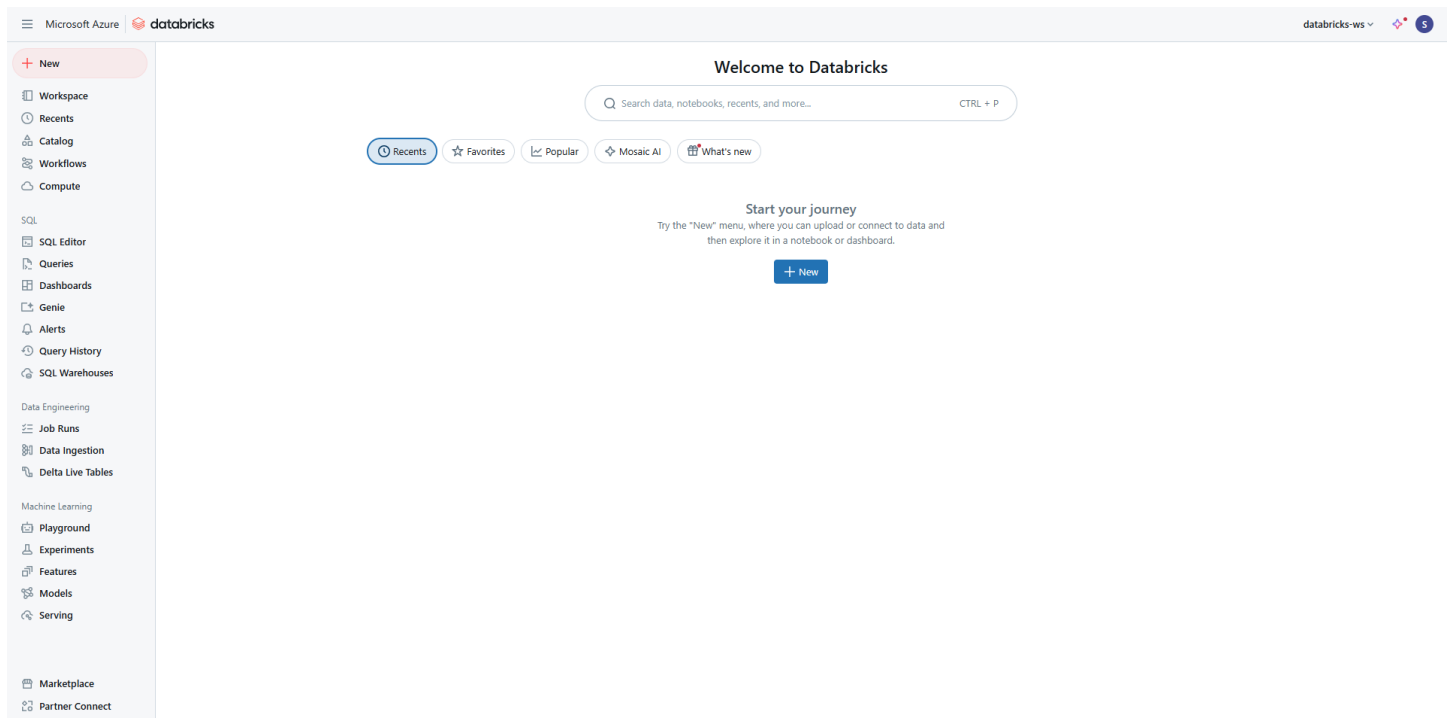 Microsoft Azure databricks
databricks-ws
S
New
Workspace
Recents
Catalog
Workflows
Compute
SQL
SQL Editor
Queries
Dashboards
Genie
Alerts
Query History
SQL Warehouses
Data Engineering
Job Runs
Data Ingestion
Delta Live Tables
Machine Learning
Playground
Experiments
Features
Models
Serving
Marketplace
Partner Connect
Welcome to Databricks
Search data, notebooks, recents, and more... CTRL + P
Recents Favorites Popular Mosaic AI What's new
Start your journey
Try the "New" menu, where you can upload or connect to data and
then explore it in a notebook or dashboard.
New